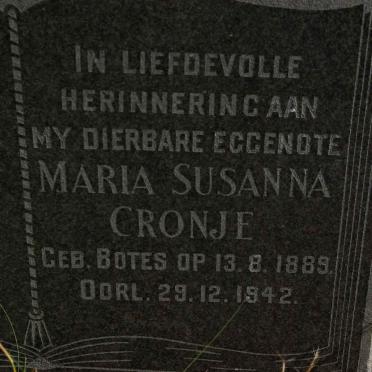 IN LIEFDEVOLLE
HERINNERING AAN
MY DIERBARE EGGENOTE
MARIA SUSANNA
CRONJE
GEB. BOTES OP 13.8.1889.
OORL. 29.12.1942.